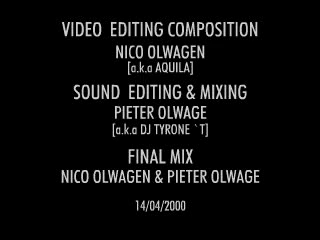 VIDEO EDITING COMPOSITION
NICO OLWAGEN
[a.k.a AQUILA]
SOUND EDITING & MIXING
PIETER OLWAGE
[a.k.a DJ TYRONE `T]
FINAL MIX
NICO OLWAGEN & PIETER OLWAGE
14/04/2000